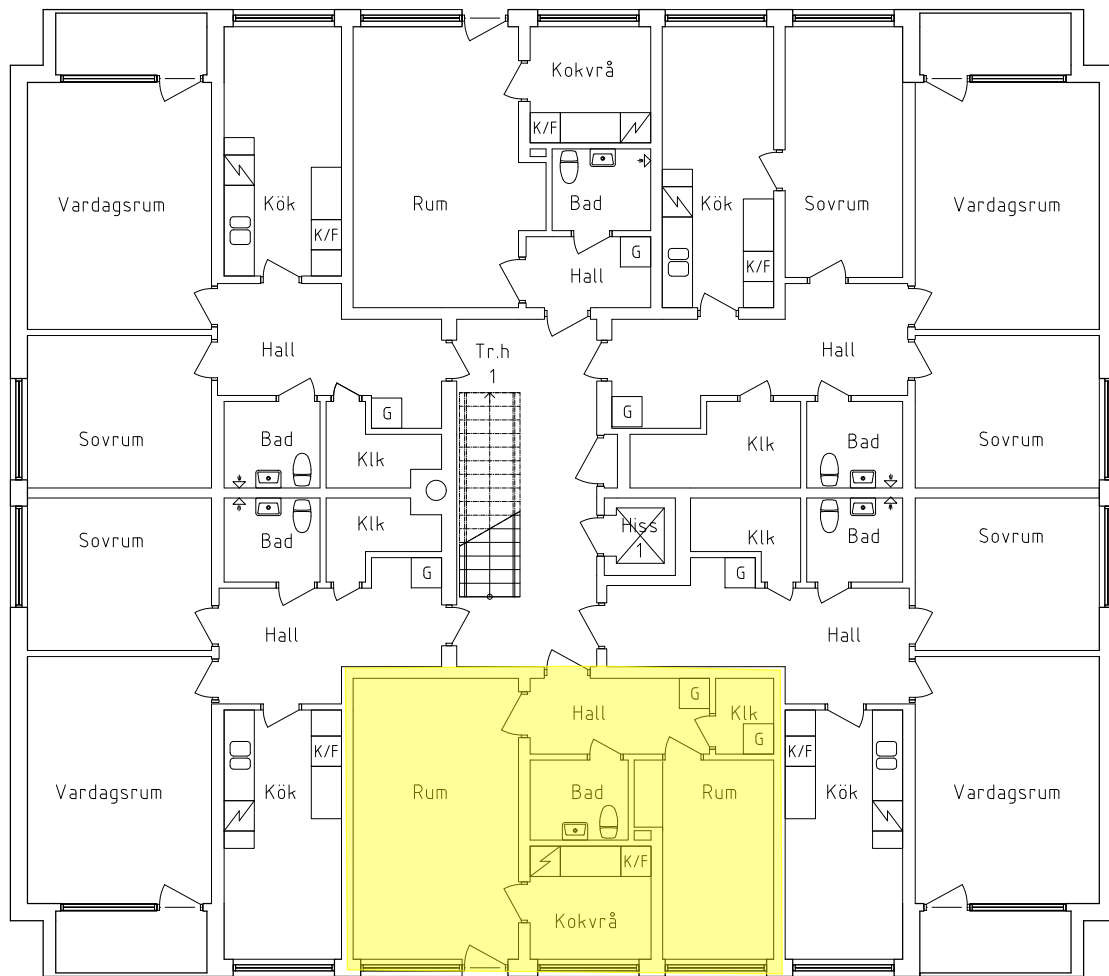 Kokvrå
K/F
Vardagsrum
Kök
Rum
Bad
Kök
Sovrum
Vardagsrum
K/F
G
Hall
K/F
Hall
Tr.h
1
Hall
G
G
Sovrum
Bad
Klk
Klk
Bad
Sovrum
Sovrum
Bad
Klk
Hiss
1
Klk
Bad
Sovrum
G
G
Hall
Hall
Hall
G
Klk
G
K/F
K/F
Vardagsrum
Kök
Rum
Bad
Rum
Kök
Vardagsrum
K/F
Kokvrå